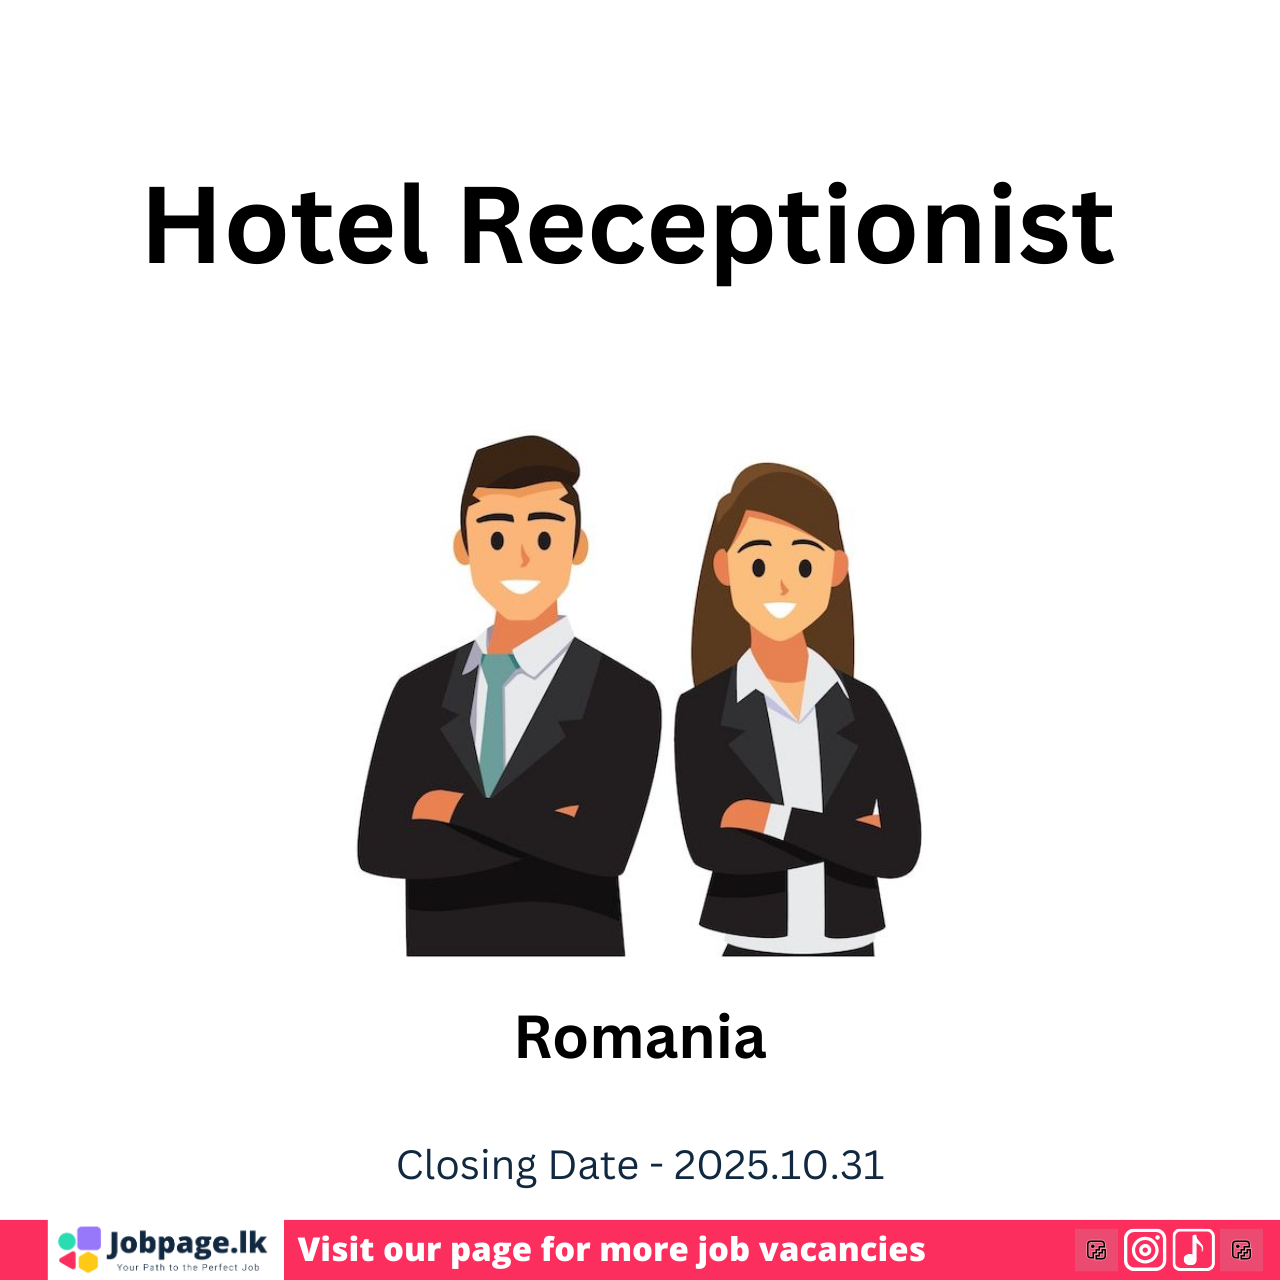 Hotel Receptionist
Romania
Closing Date - 2025.10.31
Jobpage.lk
Your Path to the Perfect Job
Visit our page for more job vacancies